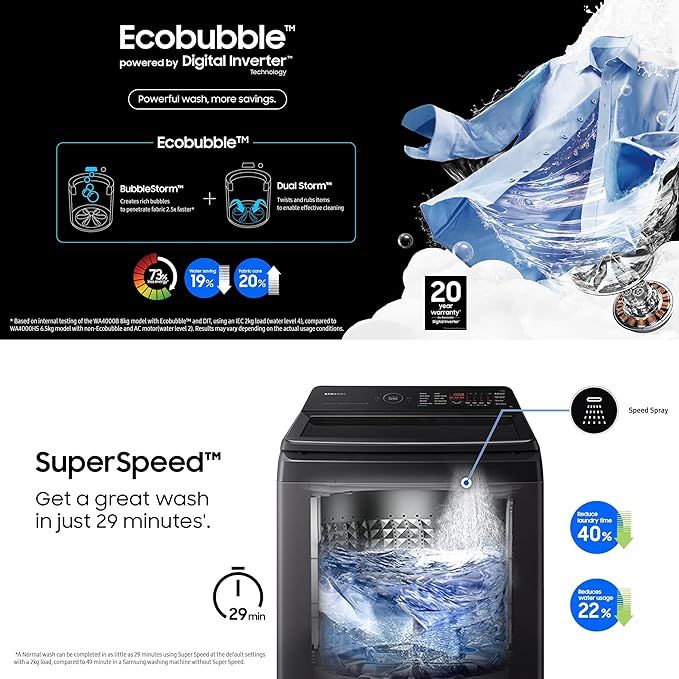 Ecobubble™
powered by Digital Inverter™
Technology
Powerful wash, more savings.
Ecobubble™
BubbleStorm™
Creates rich bubbles
to penetrate fabric 2.5x faster*
+
Dual Storm™
Twists and rubs items
to enable effective cleaning
73%
less energy*
Water saving
19%
Fabric care
20%
20
year
warranty*
Digital Inverter
* Based on internal testing of the WA4000B 8kg model with Ecobubble™ and DIT, using an IEC 2kg load (water level 4), compared to
WA4000HS 6.5kg model with non-Ecobubble and AC motor(water level 2). Results may vary depending on the actual usage conditions.
SAMSUNG
Speed Spray
SuperSpeed™
Get a great wash
in just 29 minutes¹.
Reduce
laundry time
40%
29 min
Reduces
water usage
22%
*A Normal wash can be completed in as little as 29 minutes using Super Speed at the default settings
with a 2kg load, compared to 49 minute in a Samsung washing machine without Super Speed.